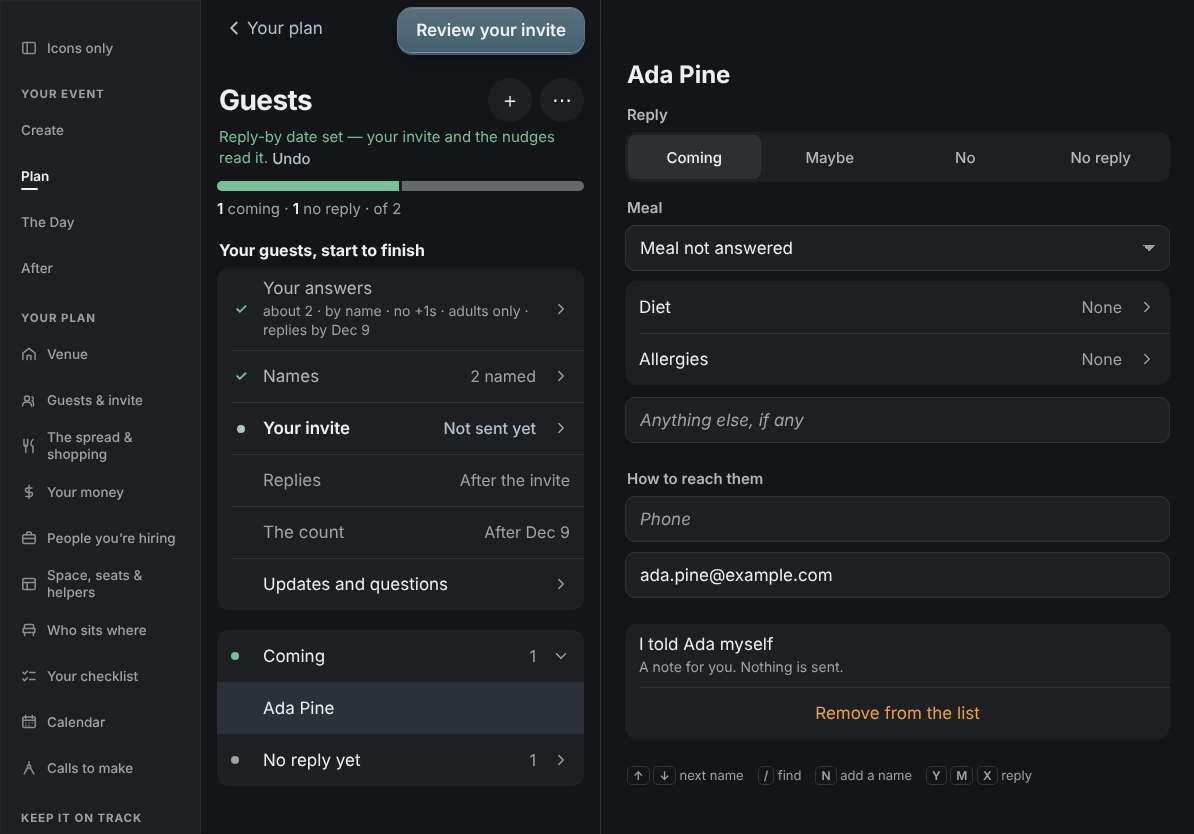 Icons only
YOUR EVENT
Create
Plan
The Day
After
YOUR PLAN
Venue
Guests & invite
The spread &
shopping
Your money
People you’re hiring
Space, seats &
helpers
Who sits where
Your checklist
Calendar
Calls to make
KEEP IT ON TRACK
Your plan
Review your invite
Guests
Reply-by date set — your invite and the nudges
read it. Undo
1 coming · 1 no reply · of 2
Your guests, start to finish
Your answers
about 2 · by name · no +1s · adults only ·
replies by Dec 9
Names 2 named
Your invite Not sent yet
Replies After the invite
The count After Dec 9
Updates and questions
Coming 1
Ada Pine
No reply yet 1
Ada Pine
Reply
Coming Maybe No No reply
Meal
Meal not answered
Diet None
Allergies None
Anything else, if any
How to reach them
Phone
ada.pine@example.com
I told Ada myself
A note for you. Nothing is sent.
Remove from the list
↑ ↓ next name / find N add a name Y M X reply